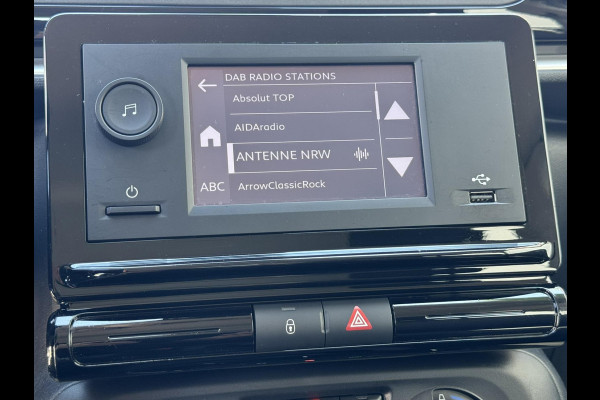 DAB RADIO STATIONS
Absolut TOP
AIDAradio
ANTENNE NRW
ABC
ArrowClassicRock